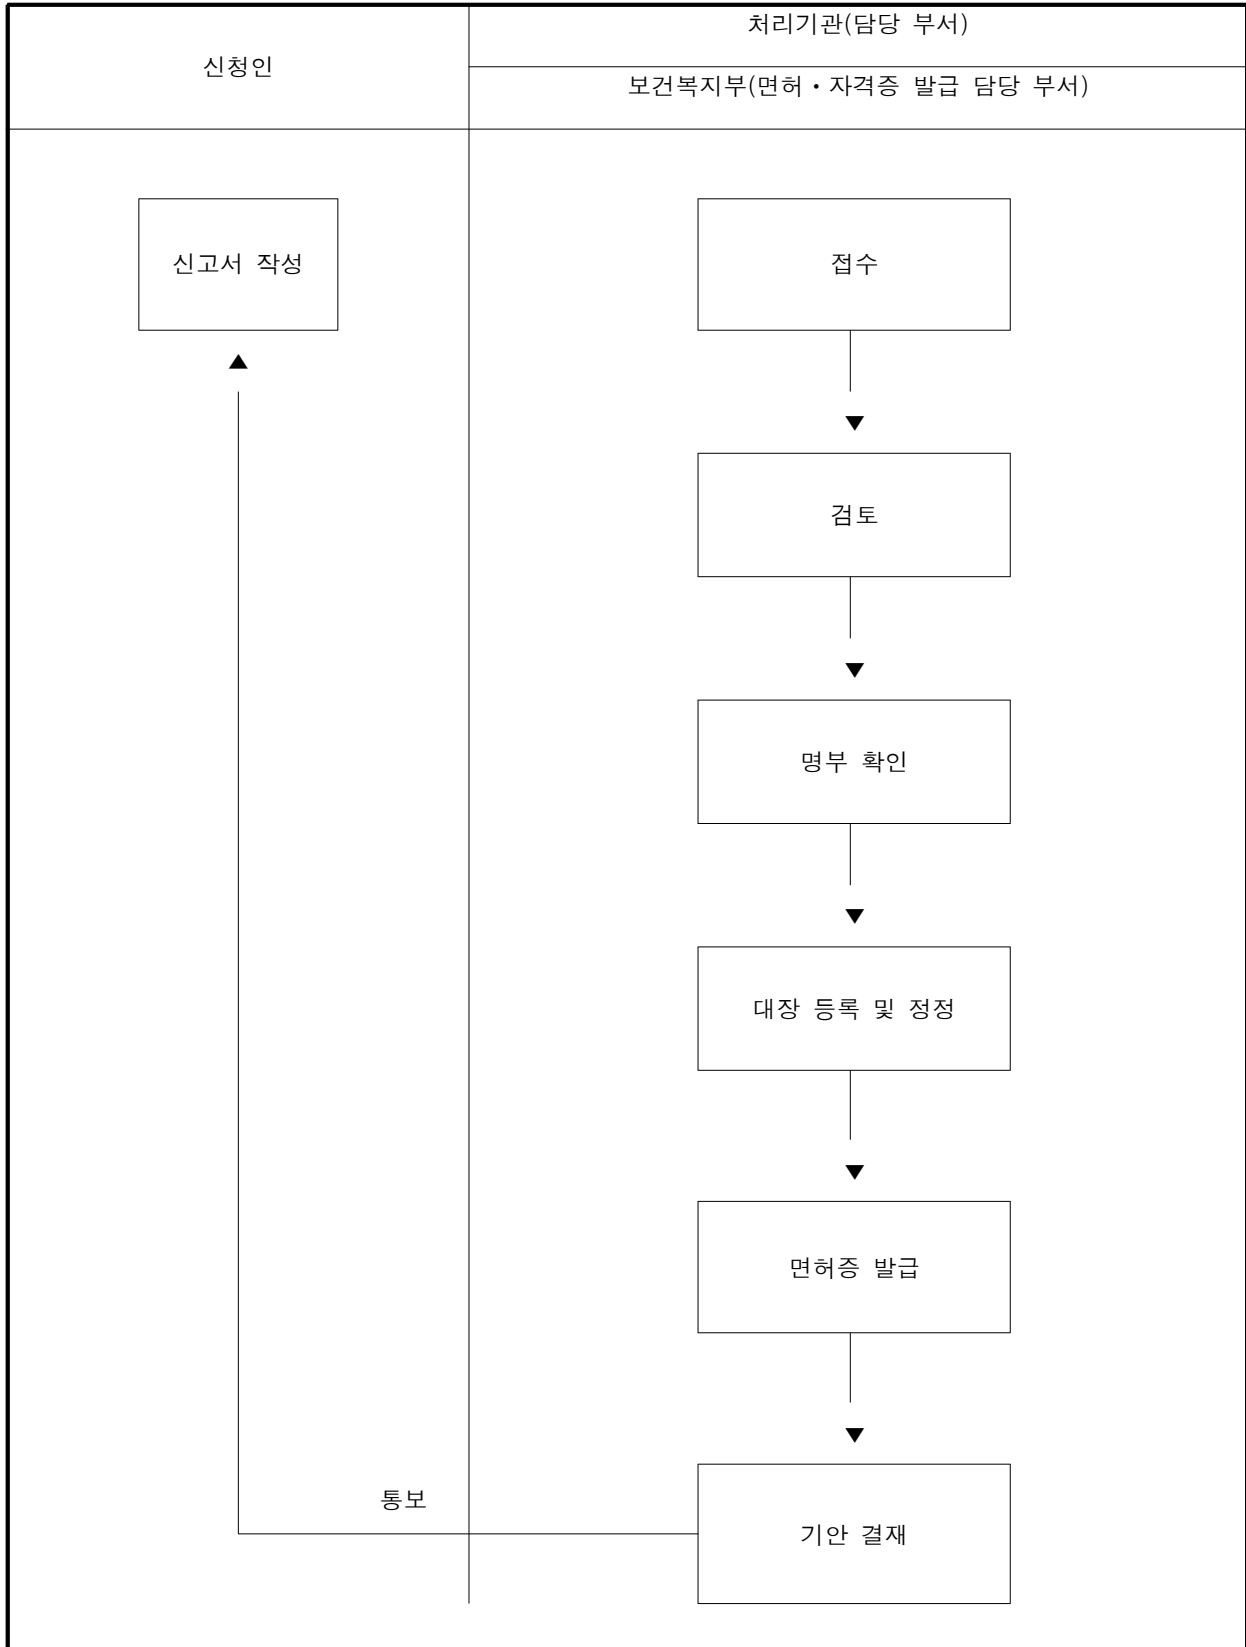 처리기관(담당 부서)
신청인
보건복지부(면허・자격증 발급 담당 부서)
신고서 작성
접수
검토
명부 확인
대장 등록 및 정정
면허증 발급
통보
기안 결재